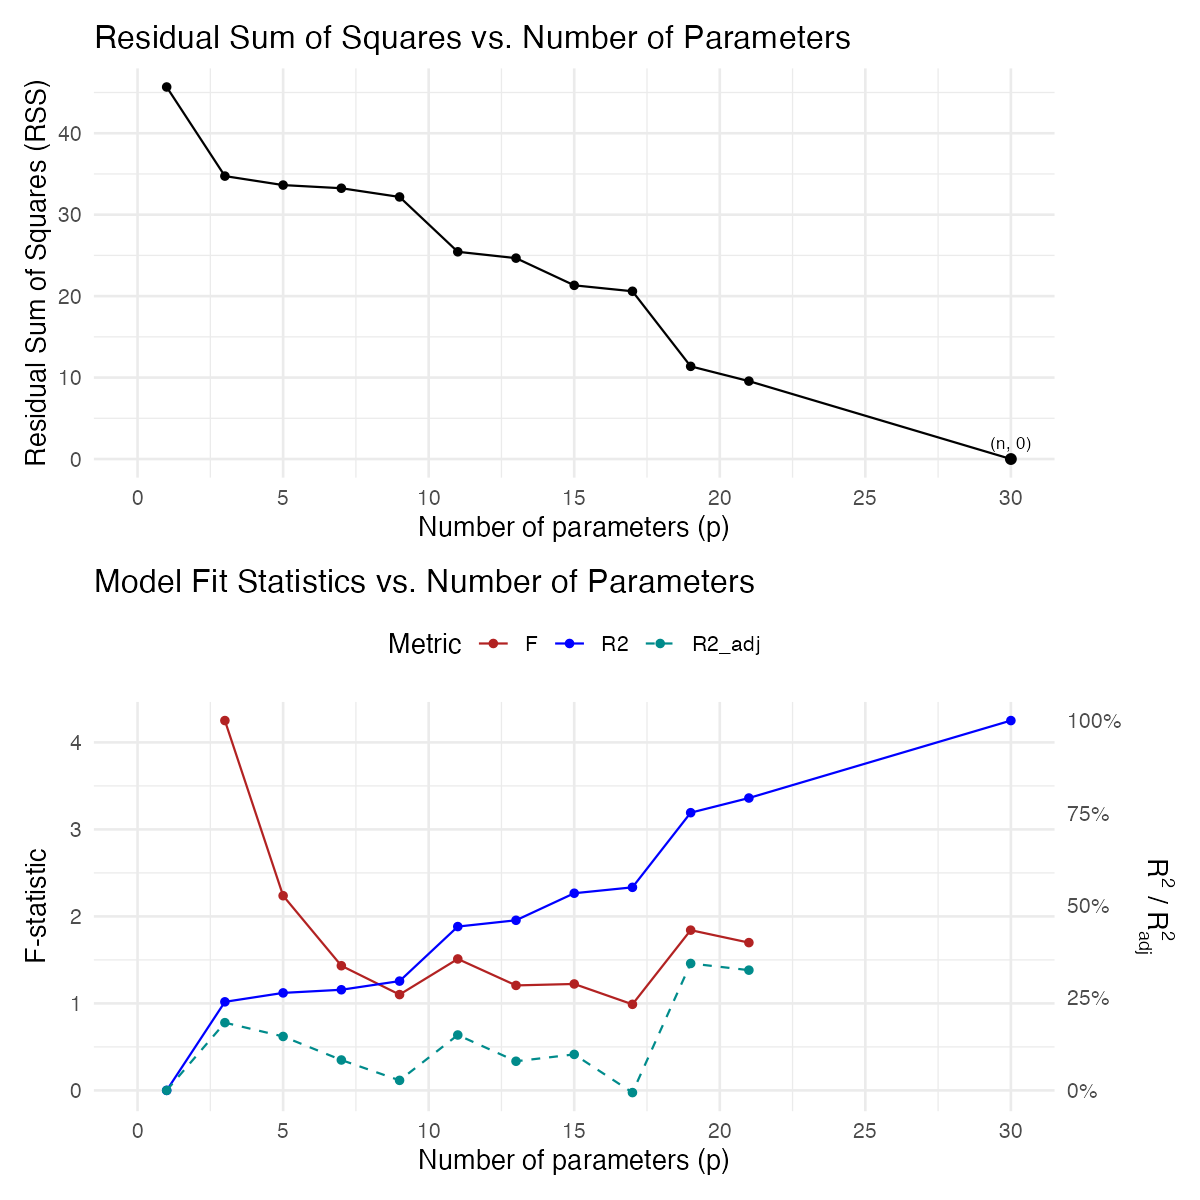 Residual Sum of Squares vs. Number of Parameters
Residual Sum of Squares (RSS)
40
30
20
10
0
(n, 0)
0 5 10 15 20 25 30
Number of parameters (p)
Model Fit Statistics vs. Number of Parameters
Metric F R2 R2_adj
F-statistic
4
3
2
1
0
100%
75%
50%
25%
0%
R² / R²adj
0 5 10 15 20 25 30
Number of parameters (p)